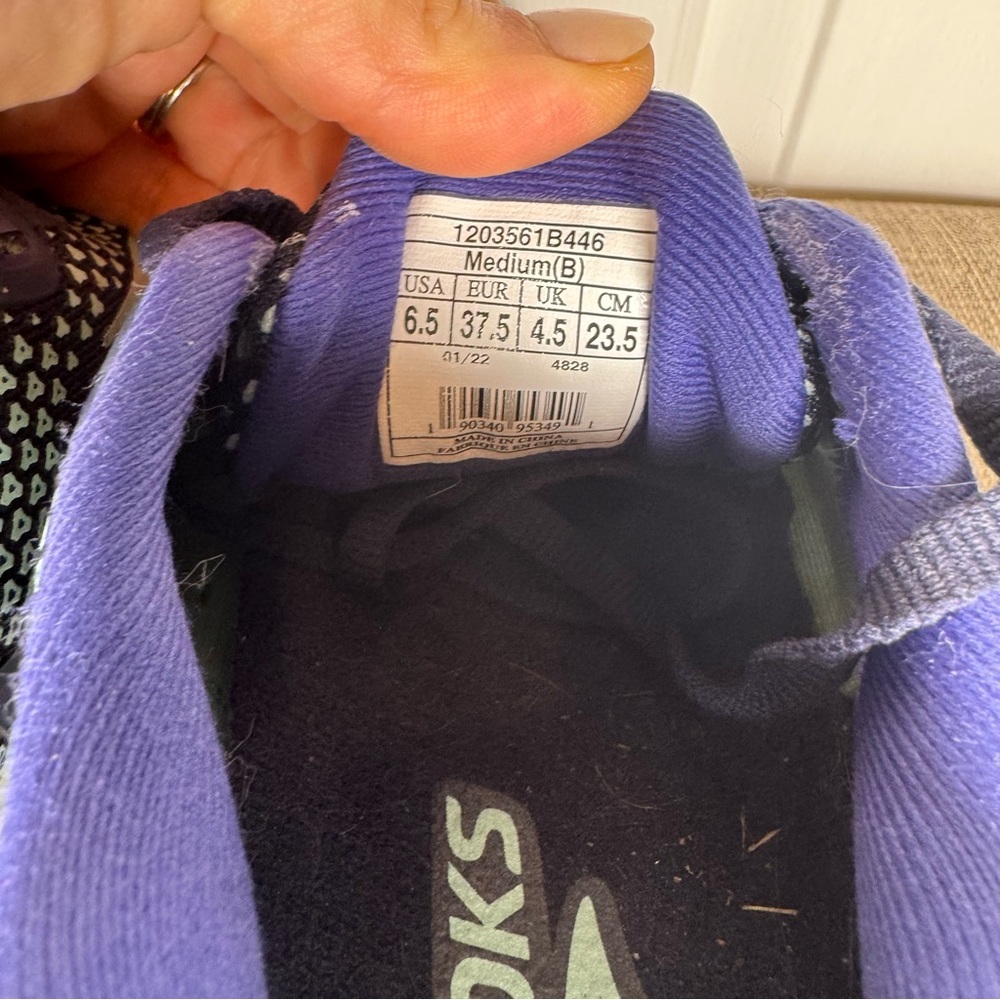 1203561B446
Medium(B)
USA EUR UK CM
6.5 37.5 4.5 23.5
01/22 4828
1 90340 95349 1
MADE IN CHINA
FABRIQUE EN CHINE
OKS